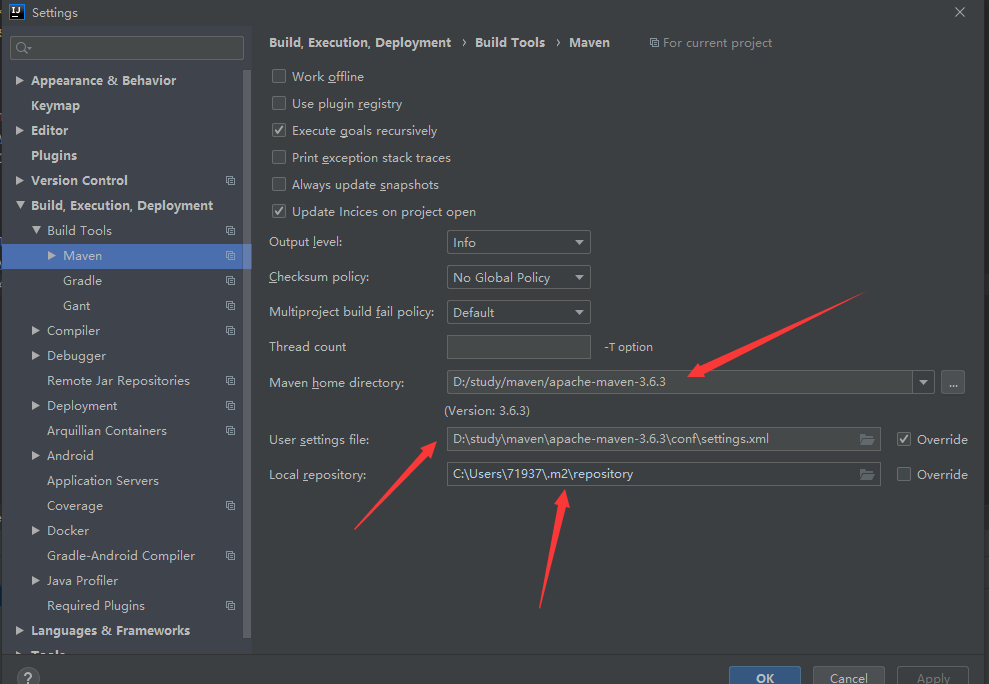 Settings
Build, Execution, Deployment › Build Tools › Maven For current project
Appearance & Behavior
Keymap
Editor
Plugins
Version Control
Build, Execution, Deployment
Build Tools
Maven
Gradle
Gant
Compiler
Debugger
Remote Jar Repositories
Deployment
Arquillian Containers
Android
Application Servers
Coverage
Docker
Gradle-Android Compiler
Java Profiler
Required Plugins
Languages & Frameworks
Tools
Work offline
Use plugin registry
Execute goals recursively
Print exception stack traces
Always update snapshots
Update Incices on project open
Output level: Info
Checksum policy: No Global Policy
Multiproject build fail policy: Default
Thread count -T option
Maven home directory: D:/study/maven/apache-maven-3.6.3 ...
(Version: 3.6.3)
User settings file: D:\study\maven\apache-maven-3.6.3\conf\settings.xml Override
Local repository: C:\Users\71937\.m2\repository Override
? OK Cancel Apply